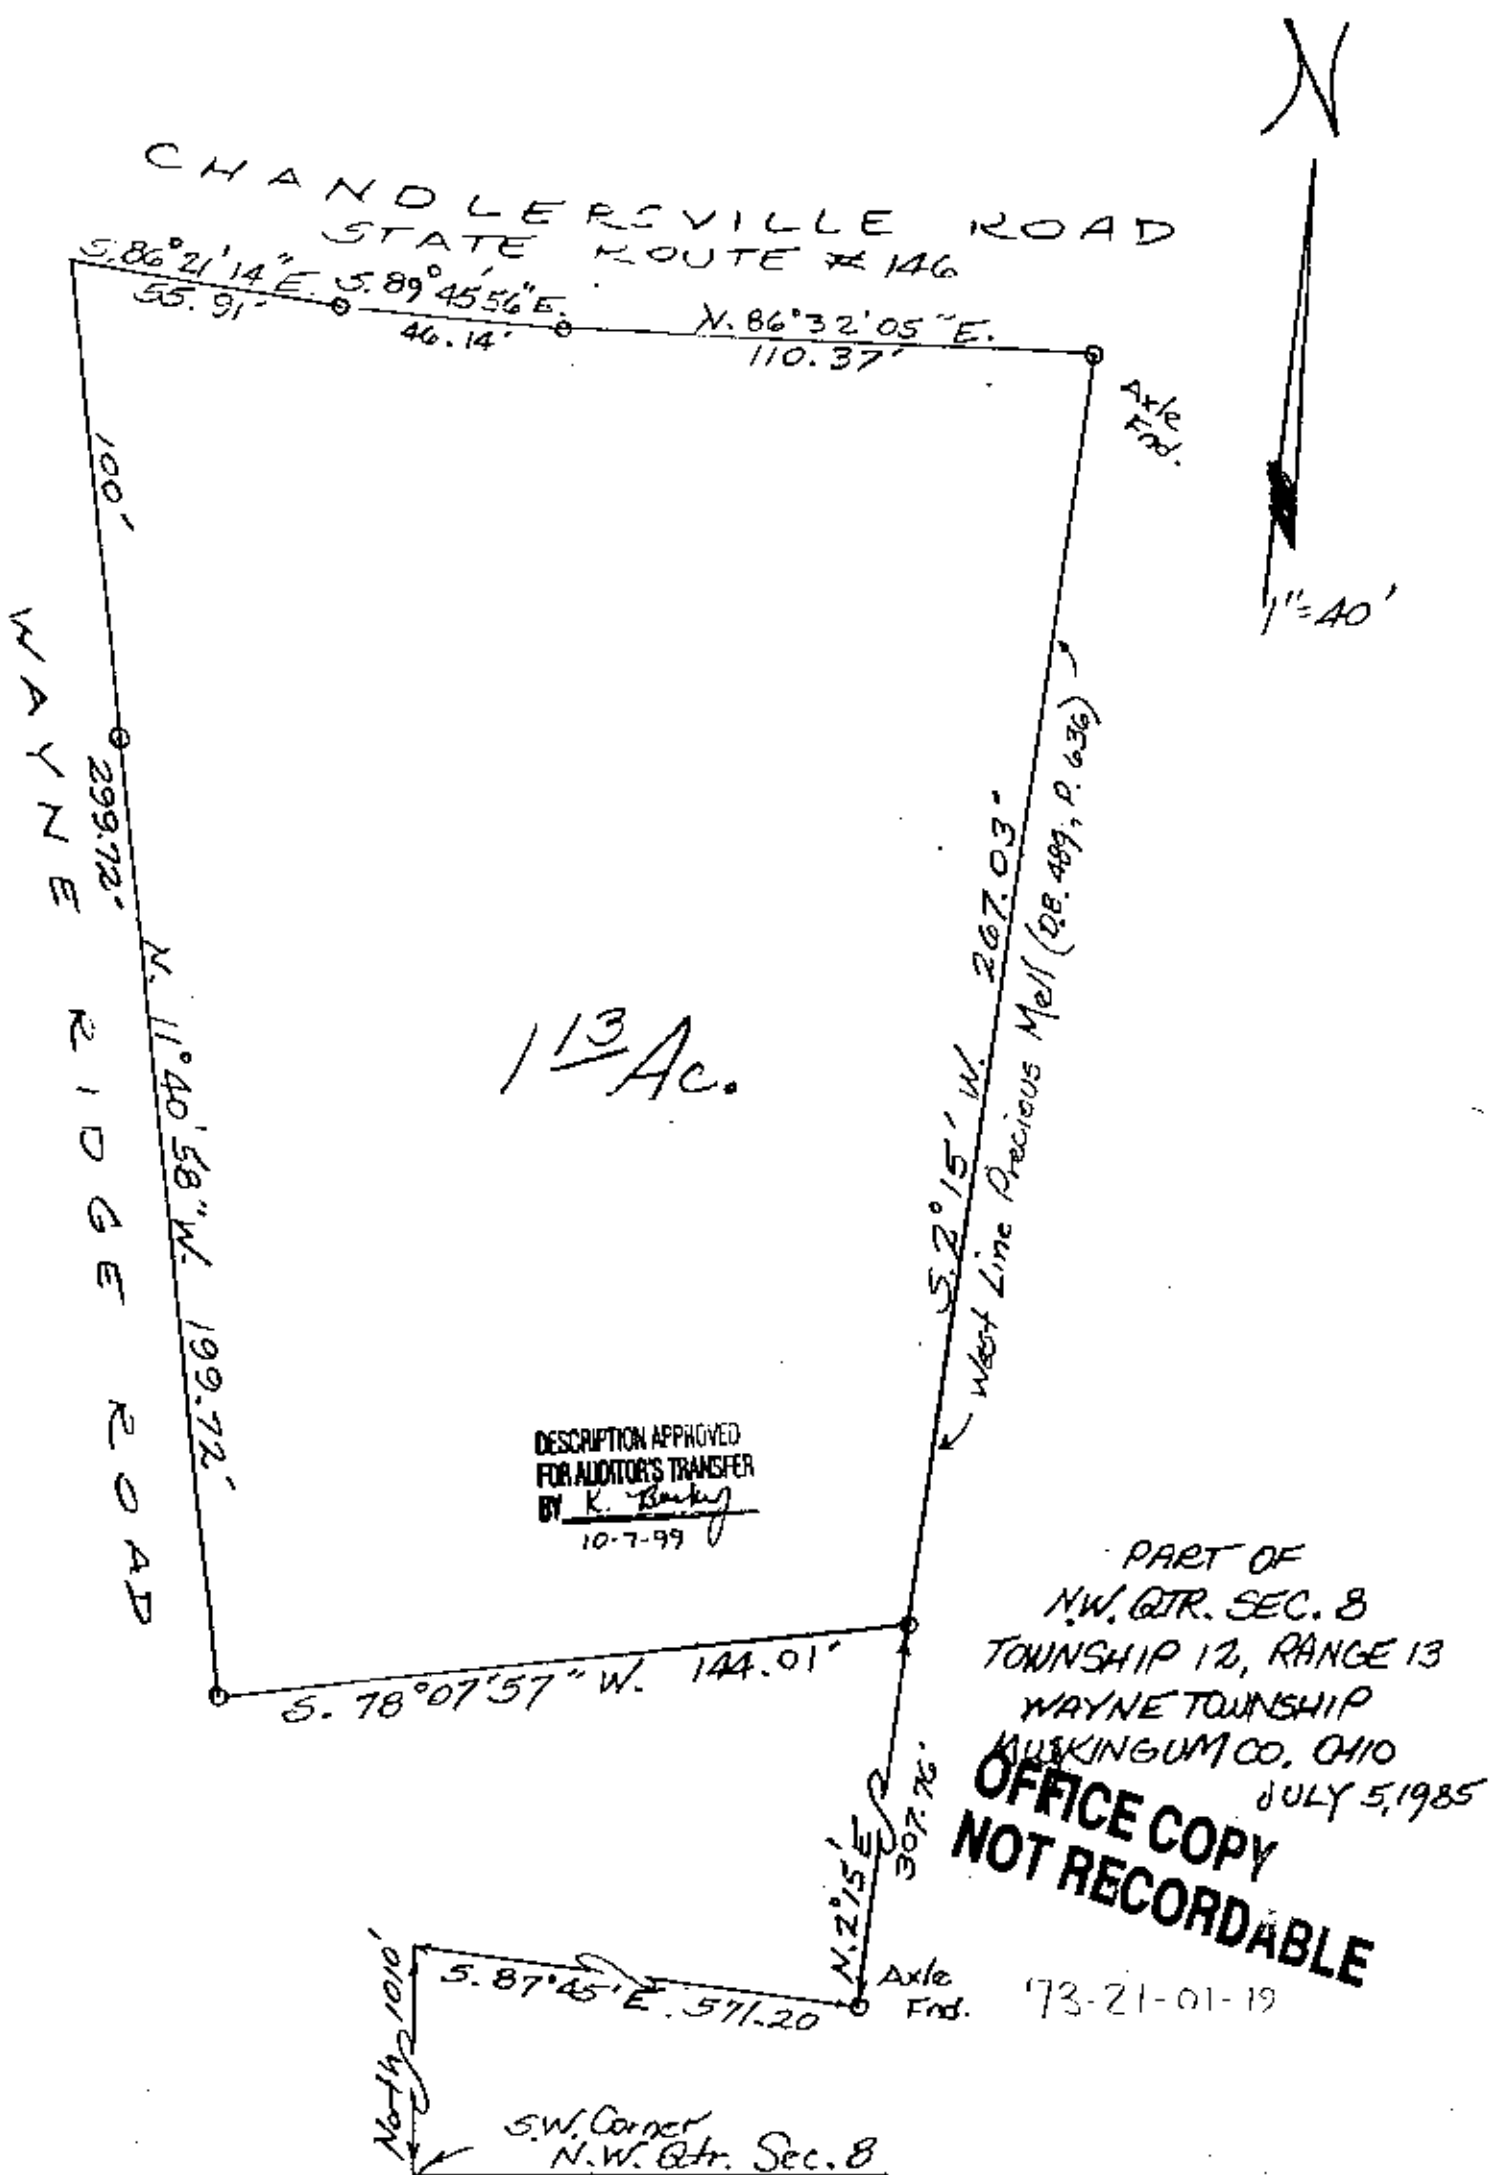 N
CHANDLERSVILLE ROAD
STATE ROUTE # 146
S. 86° 21' 14" E.
55.91'
S. 89° 45' 56" E.
46.14'
N. 86° 32' 05" E.
110.37'
Axle
Fnd.
1" = 40'
100'
299.72'
WAYNE RIDGE ROAD
N. 11° 40' 58" W. 199.72'
S. 2° 15' W. 267.03'
West Line Precious Mell (D.B. 489, P. 636)
1 13 Ac.
DESCRIPTION APPROVED
FOR AUDITOR'S TRANSFER
BY K.
10-7-99
S. 78° 07' 57" W. 144.01'
PART OF
N.W. QTR. SEC. 8
TOWNSHIP 12, RANGE 13
WAYNE TOWNSHIP
MUSKINGUM CO. OHIO
JULY 5, 1985
OFFICE COPY
NOT RECORDABLE
N. 2° 15' E
307.76'
North 1010'
S. 87° 45' E. 571.20
Axle
Fnd.
73-21-01-19
S.W. Corner
N.W. Qtr. Sec. 8